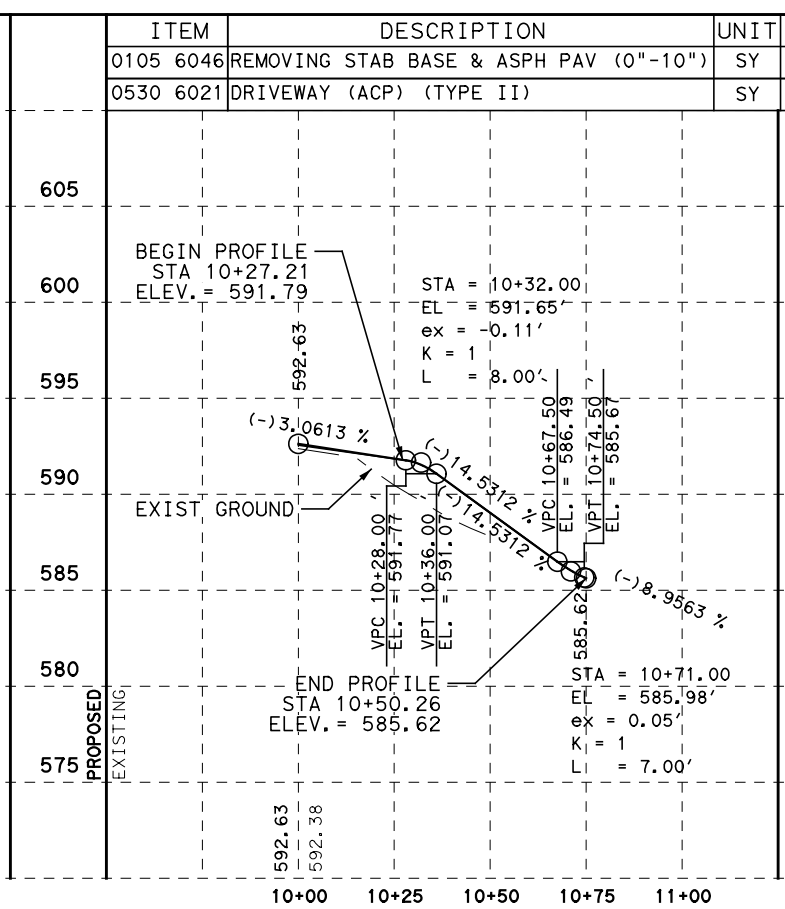 ITEM DESCRIPTION UNIT
0105 6046 REMOVING STAB BASE & ASPH PAV (0"-10") SY
0530 6021 DRIVEWAY (ACP) (TYPE II) SY
605
600
595
590
585
580
575
PROPOSED
EXISTING
BEGIN PROFILE
STA 10+27.21
ELEV.= 591.79
STA = 10+32.00
EL = 591.65'
ex = -0.11'
K = 1
L = 8.00'
592.63
(-)3.0613 %
(-)14.5312 %
(-)14.5312 %
VPC 10+67.50
EL. = 586.49
VPT 10+74.50
EL. = 585.67
EXIST GROUND
VPC 10+28.00
EL. = 591.77
VPT 10+36.00
EL. = 591.07
(-)8.9563 %
585.62
END PROFILE
STA 10+50.26
ELEV.= 585.62
STA = 10+71.00
EL = 585.98'
ex = 0.05'
K = 1
L = 7.00'
592.63
592.38
10+00 10+25 10+50 10+75 11+00